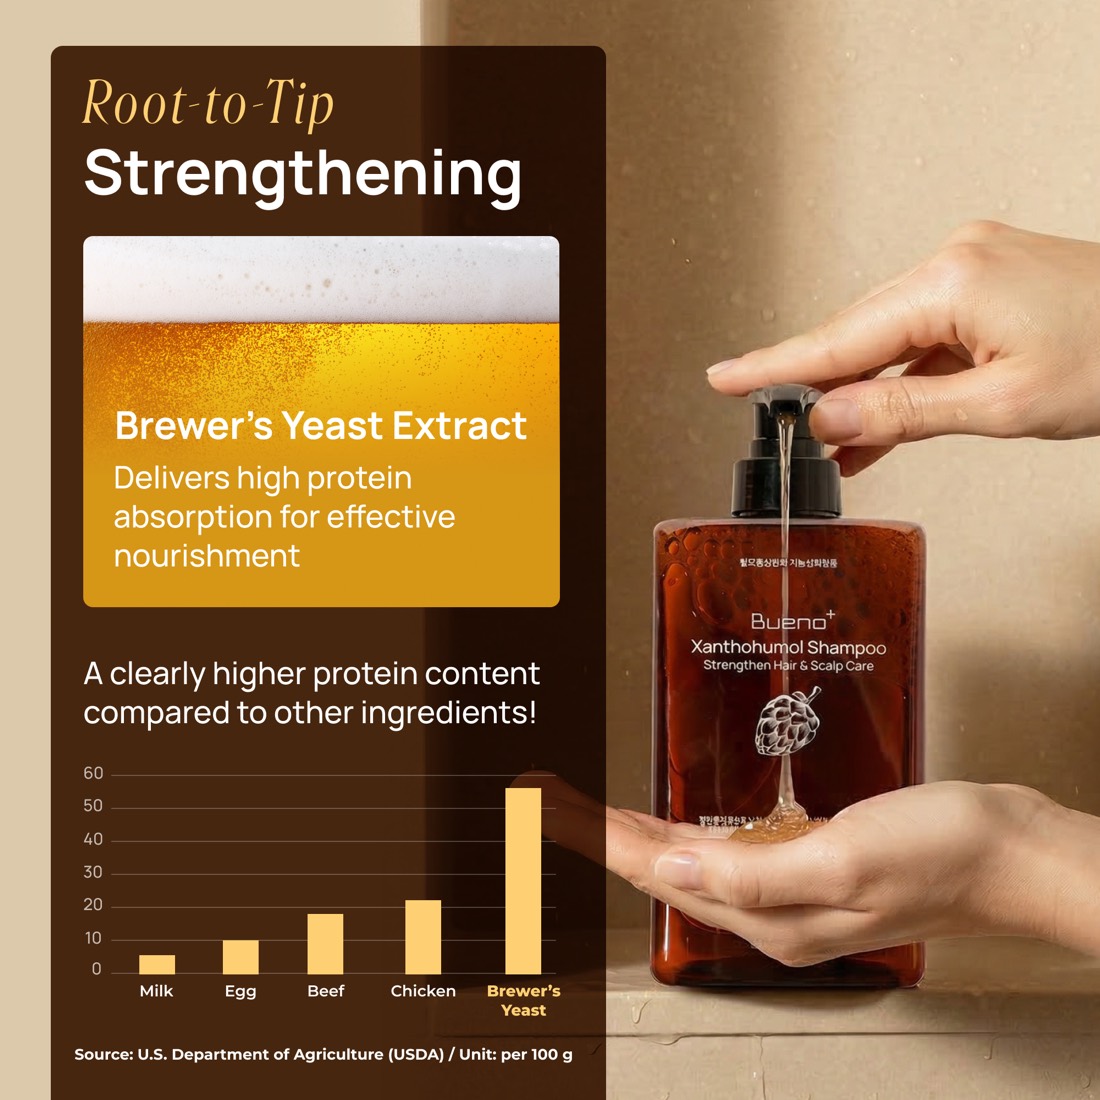 Root-to-Tip
Strengthening
Brewer's Yeast Extract
Delivers high protein
absorption for effective
nourishment
A clearly higher protein content
compared to other ingredients!
60
50
40
30
20
10
0
Milk
Egg
Beef
Chicken
Brewer's
Yeast
Source: U.S. Department of Agriculture (USDA) / Unit: per 100 g
Bueno+
Xanthohumol Shampoo
Strengthen Hair & Scalp Care